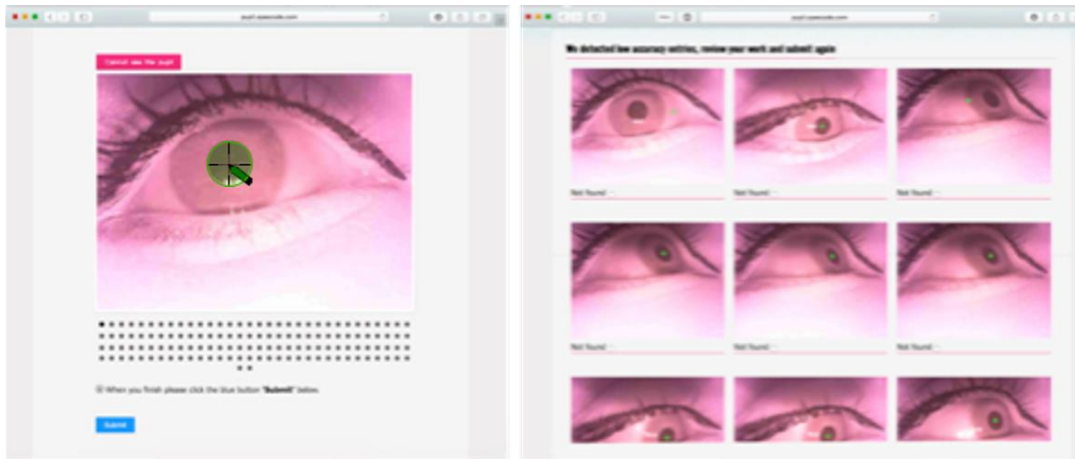 Cannot see the pupil
When you finish please click the blue button "Submit" below.
Submit
We detected low accuracy entries, review your work and submit again
Not found
Not found
Not found
Not found
Not found
Not found